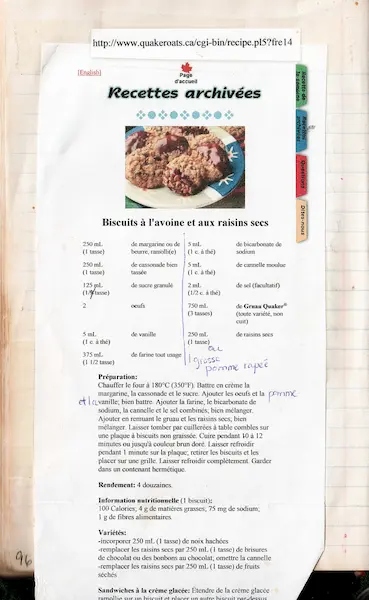 http://www.quakeroats.ca/cgi-bin/recipe.pl5?fre14
[English]
Page
d'accueil
Recettes archivées
Recette de
la semaine
Recettes
archivées
Questions
Dites-nous
Biscuits à l'avoine et aux raisins secs
250 mL de margarine ou de 5 mL de bicarbonate de
(1 tasse) beurre, ramolli(e) (1 c. à thé) sodium
250 mL de cassonade bien 5 mL de cannelle moulue
(1 tasse) tassée (1 c. à thé)
125 mL de sucre granulé 2 mL de sel (facultatif)
(1/2 tasse) (1/2 c. à thé)
2 oeufs 750 mL de Gruau Quaker®
(3 tasses) (toute variété, non
cuit)
5 mL de vanille 250 mL de raisins secs
(1 c. à thé) (1 tasse)
375 mL de farine tout usage
(1 1/2 tasse)
ou
1 grosse
pomme rapée
Préparation:
Chauffer le four à 180°C (350°F). Battre en crème la
margarine, la cassonade et le sucre. Ajouter les oeufs et la pomme
et la vanille; bien battre. Ajouter la farine, le bicarbonate de
sodium, la cannelle et le sel combinés; bien mélanger.
Ajouter en remuant le gruau et les raisins secs; bien
mélanger. Laisser tomber par cuillerées à table combles sur
une plaque à biscuits non graissée. Cuire pendant 10 à 12
minutes ou jusqu'à couleur brun doré. Laisser refroidir
pendant 1 minute sur la plaque; retirer les biscuits et les
placer sur une grille. Laisser refroidir complètement. Garder
dans un contenant hermétique.
Rendement: 4 douzaines.
Information nutritionnelle (1 biscuit):
100 Calories; 4 g de matières grasses; 75 mg de sodium;
1 g de fibres alimentaires.
Variétés:
-incorporer 250 mL (1 tasse) de noix hachées
-remplacer les raisins secs par 250 mL (1 tasse) de brisures
de chocolat ou des bonbons au chocolat; omettre la cannelle
-remplacer les raisins secs par 250 mL (1 tasse) de fruits
séchés
96
Sandwiches à la crème glacée: Étendre de la crème glacée
ramollie sur un biscuit et placer un autre biscuit par-dessus